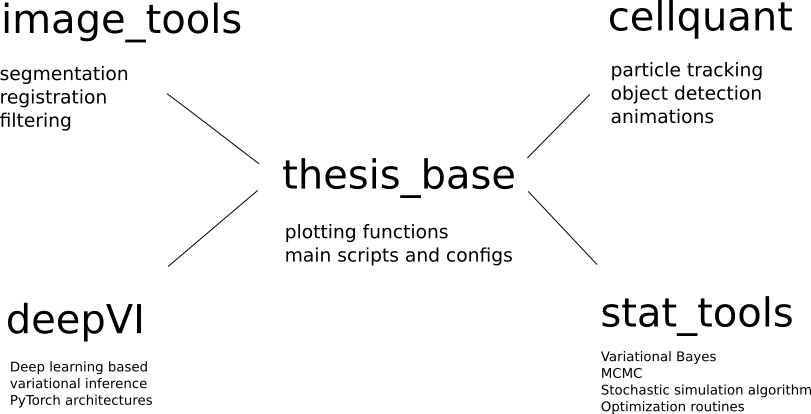 image_tools
segmentation
registration
filtering
cellquant
particle tracking
object detection
animations
thesis_base
plotting functions
main scripts and configs
deepVI
Deep learning based
variational inference
PyTorch architectures
stat_tools
Variational Bayes
MCMC
Stochastic simulation algorithm
Optimization routines